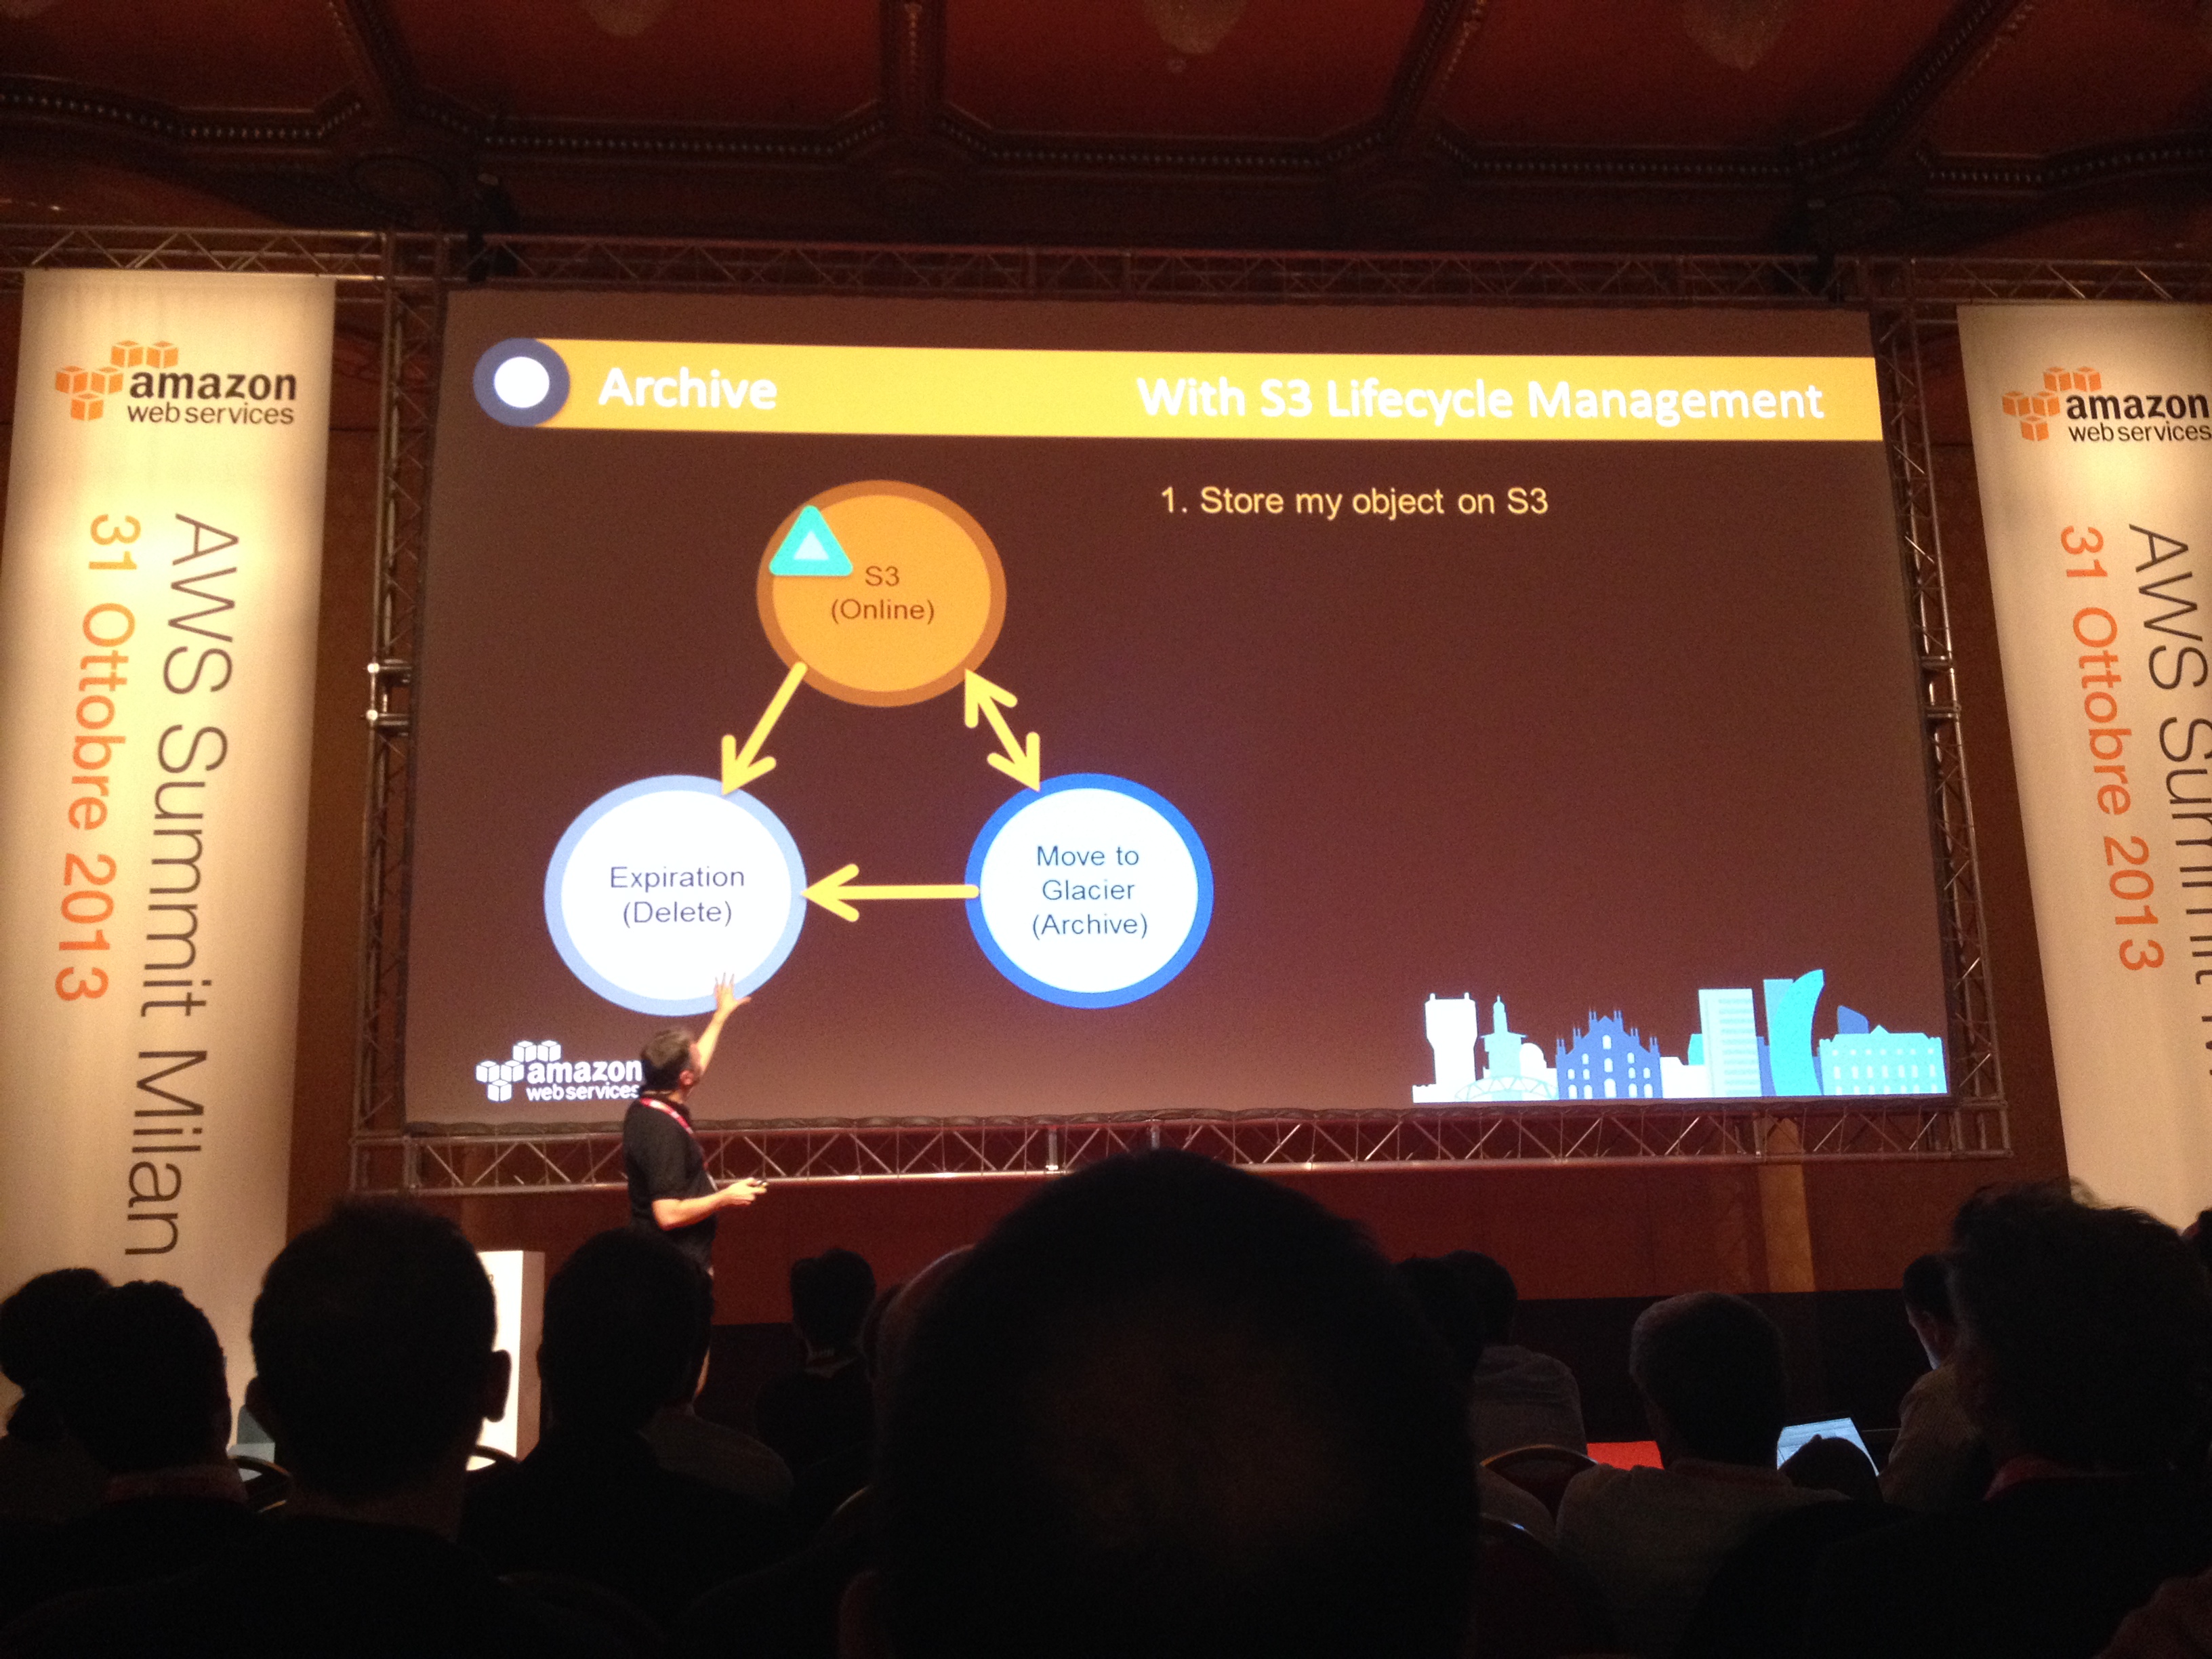 amazon
web services
AWS Summit Milan
31 Ottobre 2013
Archive
With S3 Lifecycle Management
1. Store my object on S3
S3
(Online)
Expiration
(Delete)
Move to
Glacier
(Archive)
amazon
web services
amazon
web services
AWS Summit
31 Ottobre 2013